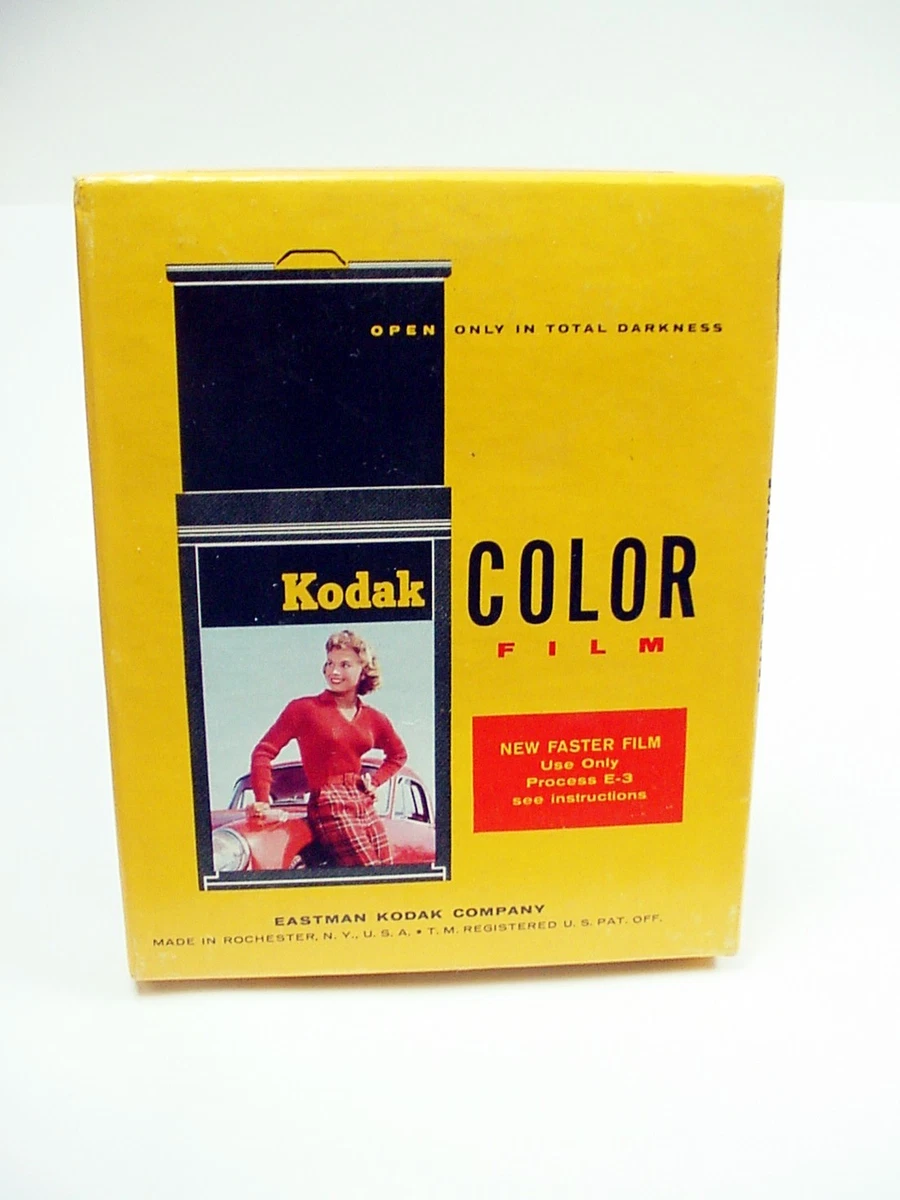 OPEN ONLY IN TOTAL DARKNESS
Kodak
COLOR
FILM
NEW FASTER FILM
Use Only
Process E-3
see instructions
EASTMAN KODAK COMPANY
MADE IN ROCHESTER, N. Y., U. S. A. • T. M. REGISTERED U. S. PAT. OFF.